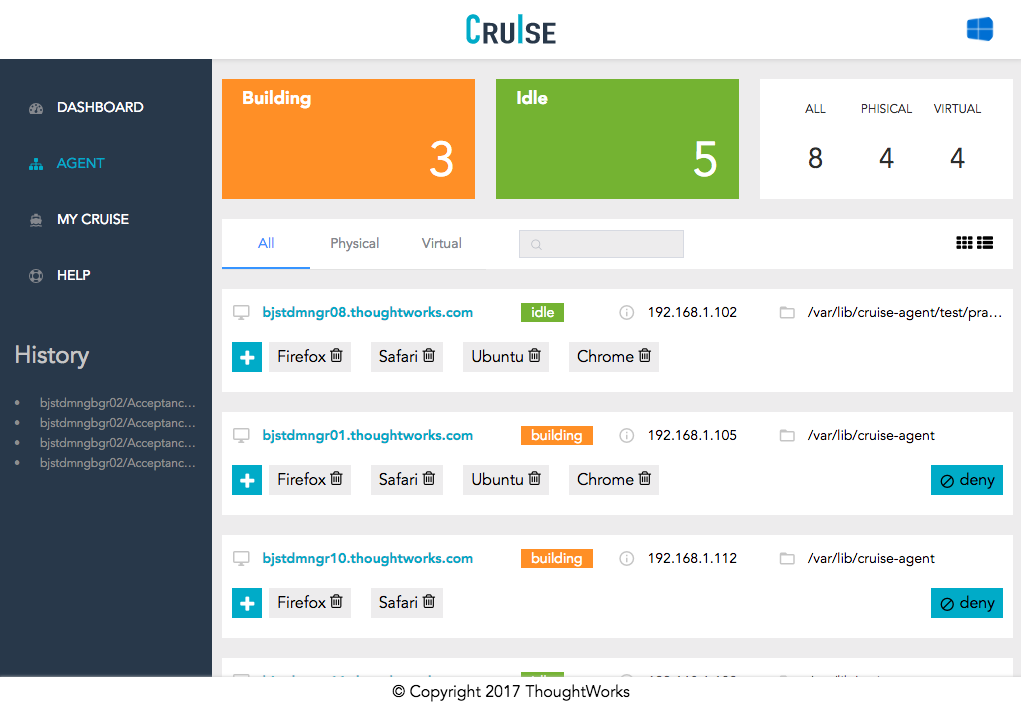 CRUISE
DASHBOARD
AGENT
MY CRUISE
HELP
History
bjstdmngbgr02/Acceptanc...
bjstdmngbgr02/Acceptanc...
bjstdmngbgr02/Acceptanc...
bjstdmngbgr02/Acceptanc...
Building
3
Idle
5
ALL PHISICAL VIRTUAL
8 4 4
All Physical Virtual
bjstdmngr08.thoughtworks.com idle 192.168.1.102 /var/lib/cruise-agent/test/pra...
Firefox Safari Ubuntu Chrome
bjstdmngr01.thoughtworks.com building 192.168.1.105 /var/lib/cruise-agent
Firefox Safari Ubuntu Chrome deny
bjstdmngr10.thoughtworks.com building 192.168.1.112 /var/lib/cruise-agent
Firefox Safari deny
© Copyright 2017 ThoughtWorks